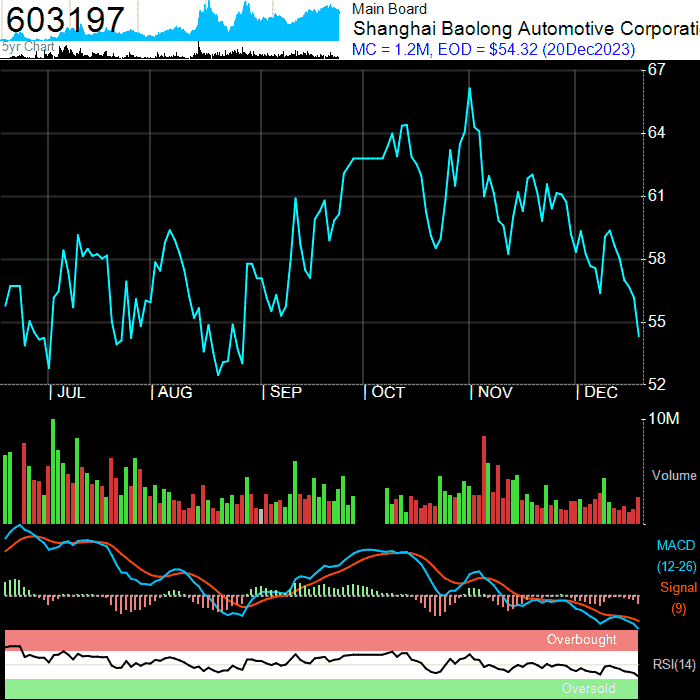 603197
5yr Chart
Main Board
Shanghai Baolong Automotive Corporati
MC = 1.2M, EOD = $54.32 (20Dec2023)
67
64
61
58
55
52
JUL
AUG
SEP
OCT
NOV
DEC
10M
Volume
MACD
(12-26)
Signal
(9)
Overbought
RSI(14)
Oversold